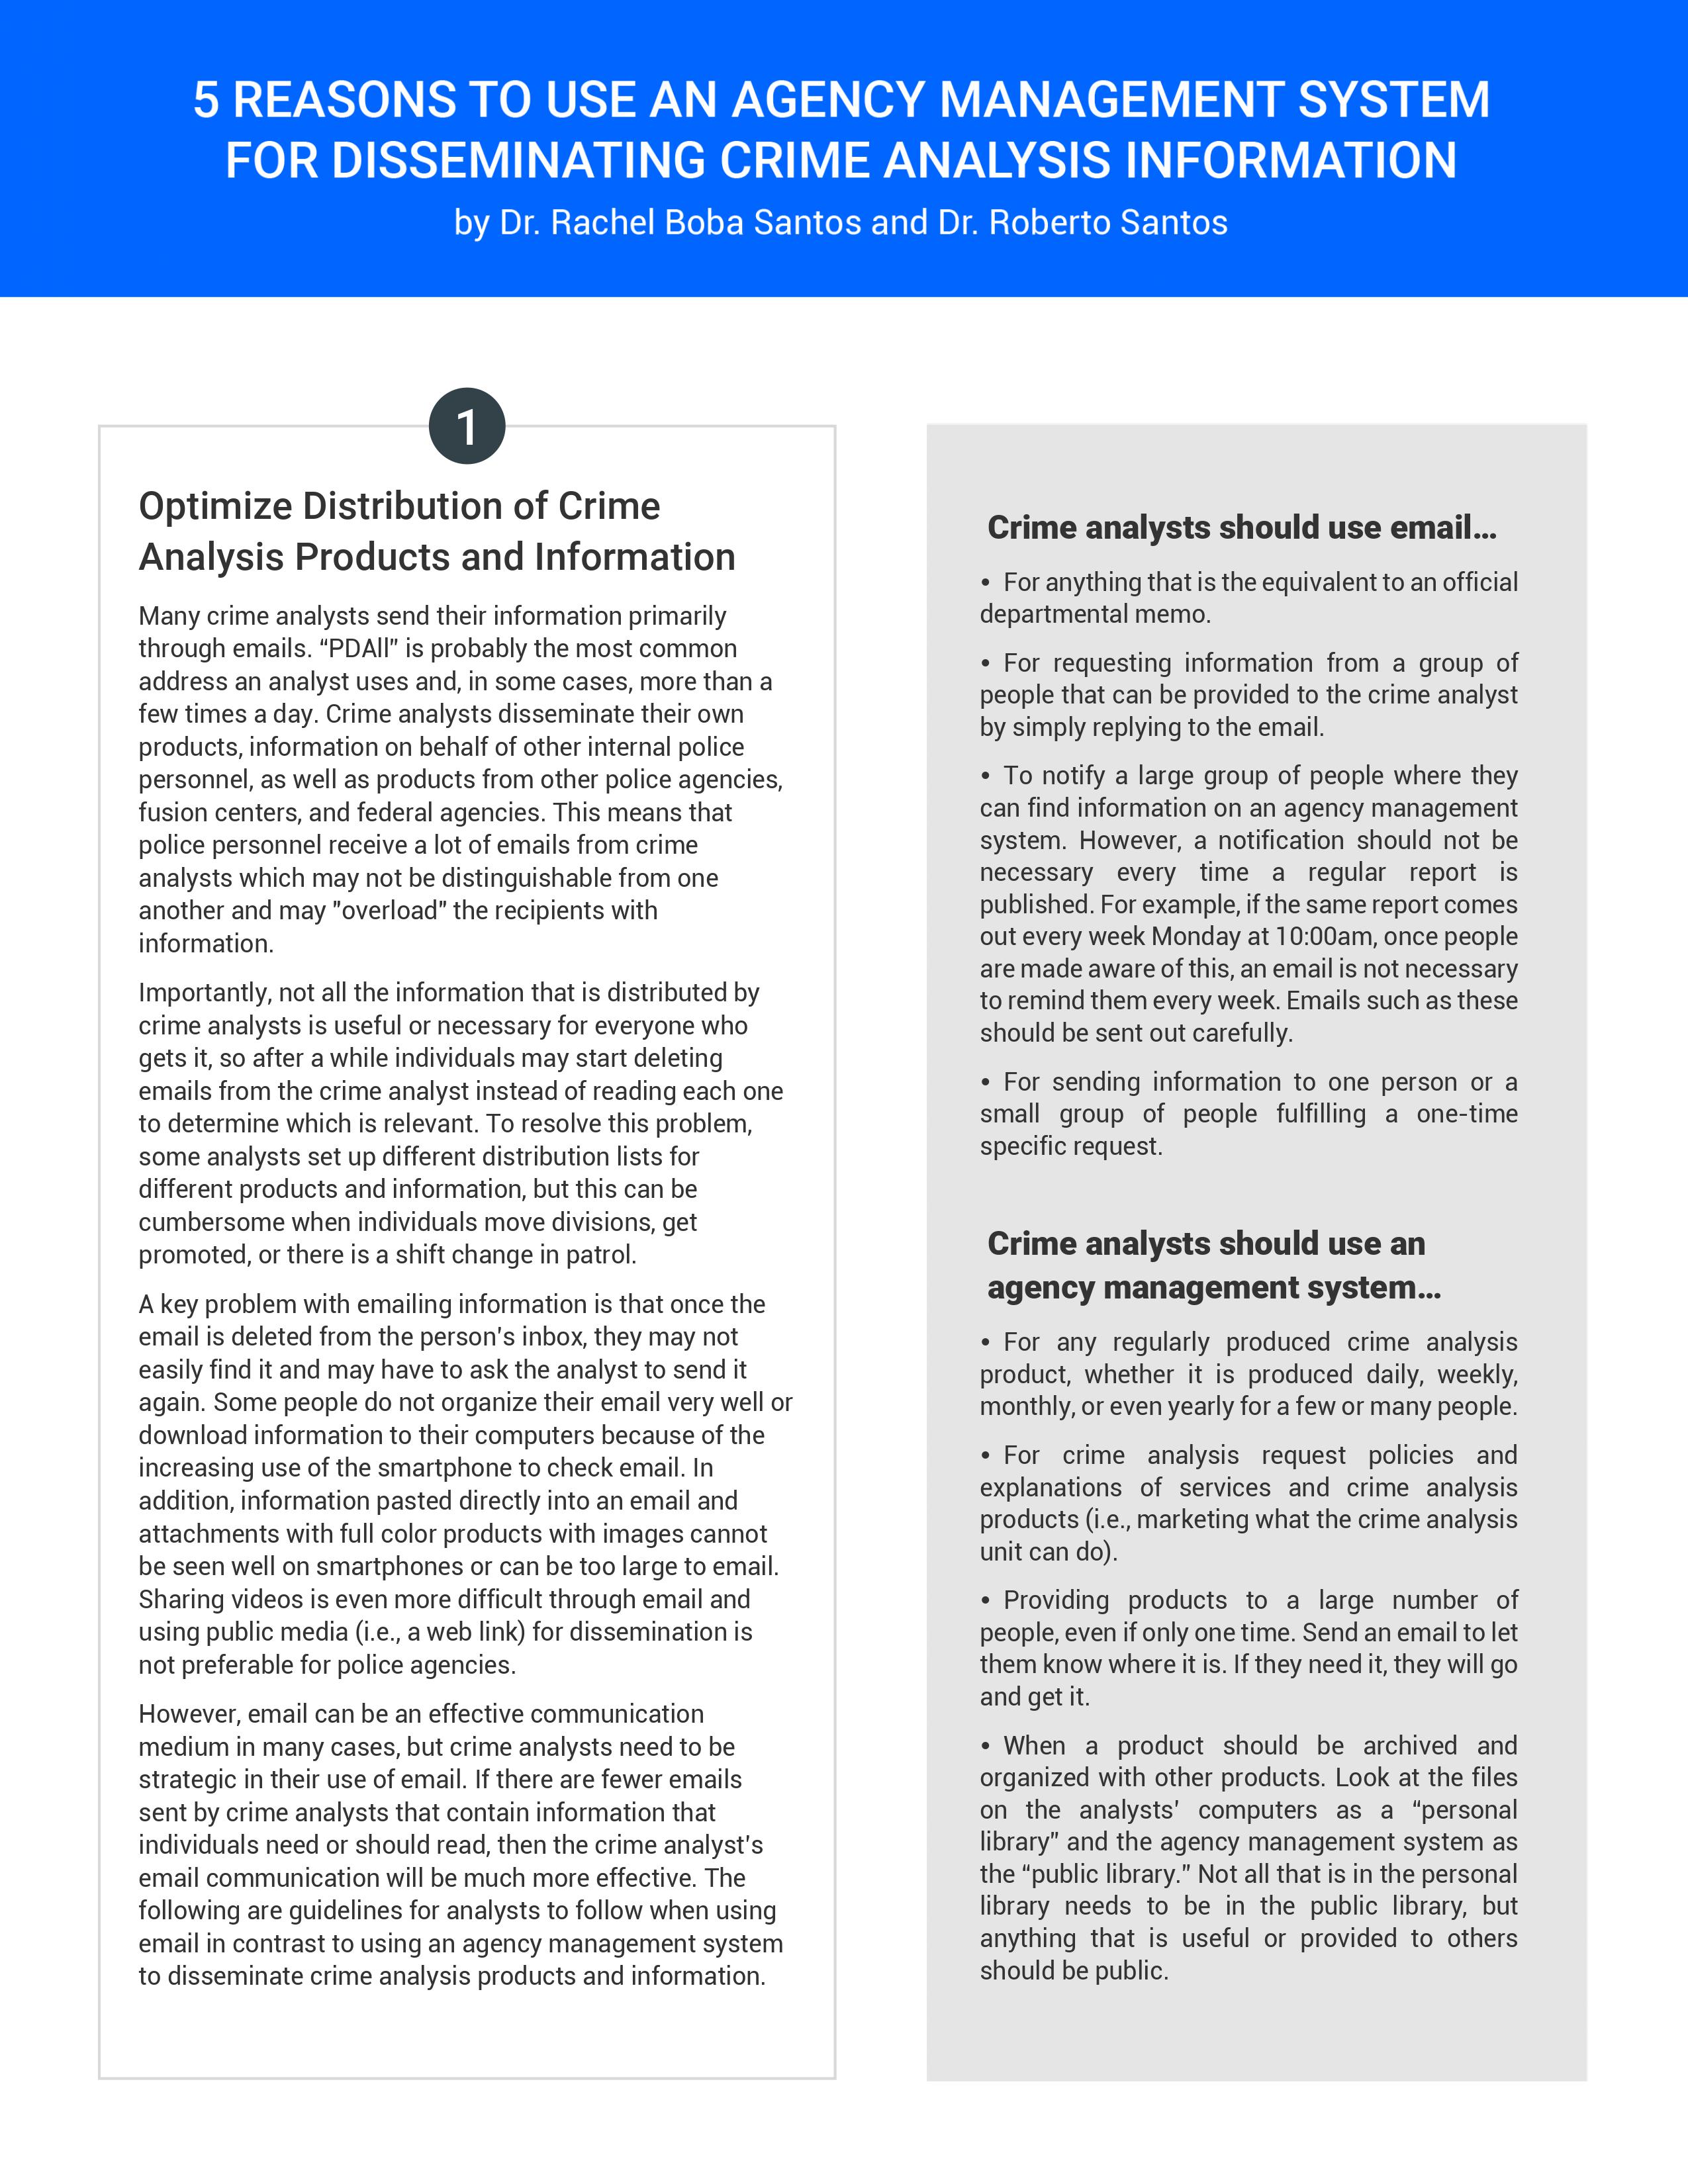 5 REASONS TO USE AN AGENCY MANAGEMENT SYSTEM
FOR DISSEMINATING CRIME ANALYSIS INFORMATION
by Dr. Rachel Boba Santos and Dr. Roberto Santos
1
Optimize Distribution of Crime
Analysis Products and Information
Many crime analysts send their information primarily
through emails. “PDAll” is probably the most common
address an analyst uses and, in some cases, more than a
few times a day. Crime analysts disseminate their own
products, information on behalf of other internal police
personnel, as well as products from other police agencies,
fusion centers, and federal agencies. This means that
police personnel receive a lot of emails from crime
analysts which may not be distinguishable from one
another and may "overload" the recipients with
information.
Importantly, not all the information that is distributed by
crime analysts is useful or necessary for everyone who
gets it, so after a while individuals may start deleting
emails from the crime analyst instead of reading each one
to determine which is relevant. To resolve this problem,
some analysts set up different distribution lists for
different products and information, but this can be
cumbersome when individuals move divisions, get
promoted, or there is a shift change in patrol.
A key problem with emailing information is that once the
email is deleted from the person's inbox, they may not
easily find it and may have to ask the analyst to send it
again. Some people do not organize their email very well or
download information to their computers because of the
increasing use of the smartphone to check email. In
addition, information pasted directly into an email and
attachments with full color products with images cannot
be seen well on smartphones or can be too large to email.
Sharing videos is even more difficult through email and
using public media (i.e., a web link) for dissemination is
not preferable for police agencies.
However, email can be an effective communication
medium in many cases, but crime analysts need to be
strategic in their use of email. If there are fewer emails
sent by crime analysts that contain information that
individuals need or should read, then the crime analyst's
email communication will be much more effective. The
following are guidelines for analysts to follow when using
email in contrast to using an agency management system
to disseminate crime analysis products and information.
Crime analysts should use email...
• For anything that is the equivalent to an official
departmental memo.
• For requesting information from a group of
people that can be provided to the crime analyst
by simply replying to the email.
• To notify a large group of people where they
can find information on an agency management
system. However, a notification should not be
necessary every time a regular report is
published. For example, if the same report comes
out every week Monday at 10:00am, once people
are made aware of this, an email is not necessary
to remind them every week. Emails such as these
should be sent out carefully.
• For sending information to one person or a
small group of people fulfilling a one-time
specific request.
Crime analysts should use an
agency management system...
• For any regularly produced crime analysis
product, whether it is produced daily, weekly,
monthly, or even yearly for a few or many people.
• For crime analysis request policies and
explanations of services and crime analysis
products (i.e., marketing what the crime analysis
unit can do).
• Providing products to a large number of
people, even if only one time. Send an email to let
them know where it is. If they need it, they will go
and get it.
• When a product should be archived and
organized with other products. Look at the files
on the analysts' computers as a “personal
library” and the agency management system as
the “public library.” Not all that is in the personal
library needs to be in the public library, but
anything that is useful or provided to others
should be public.